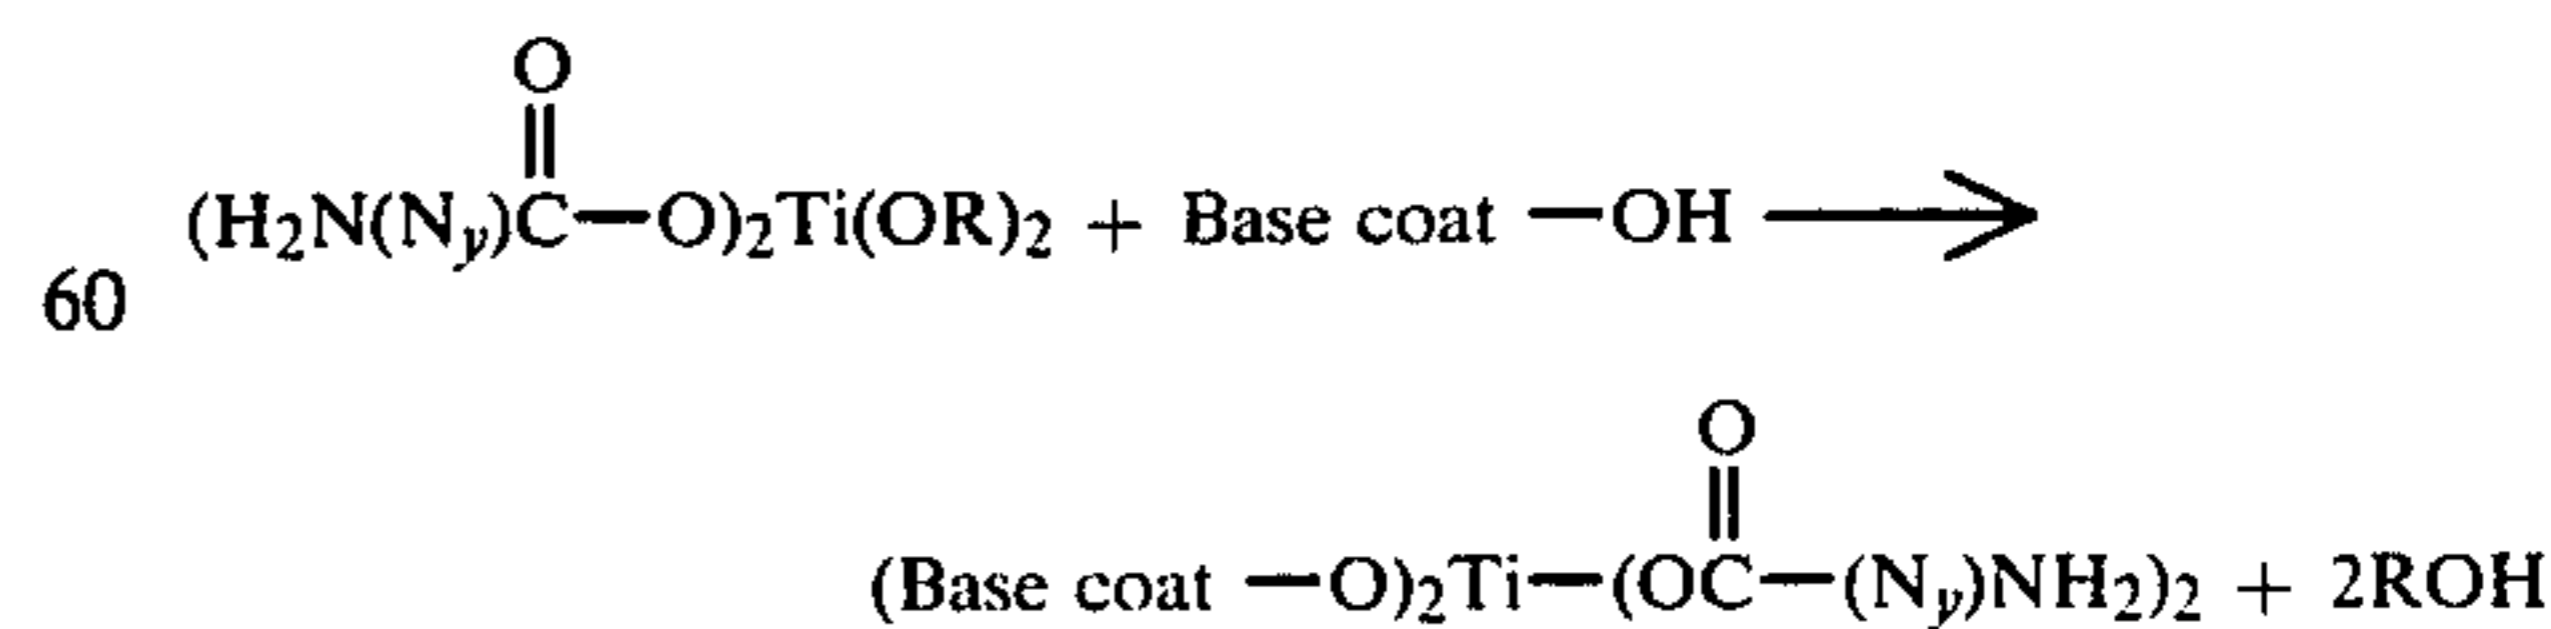 O
||
(H₂N(N_y)C—O)₂Ti(OR)₂ + Base coat —OH ⟶
60
O
||
(Base coat —O)₂Ti—(OC—(N_y)NH₂)₂ + 2ROH